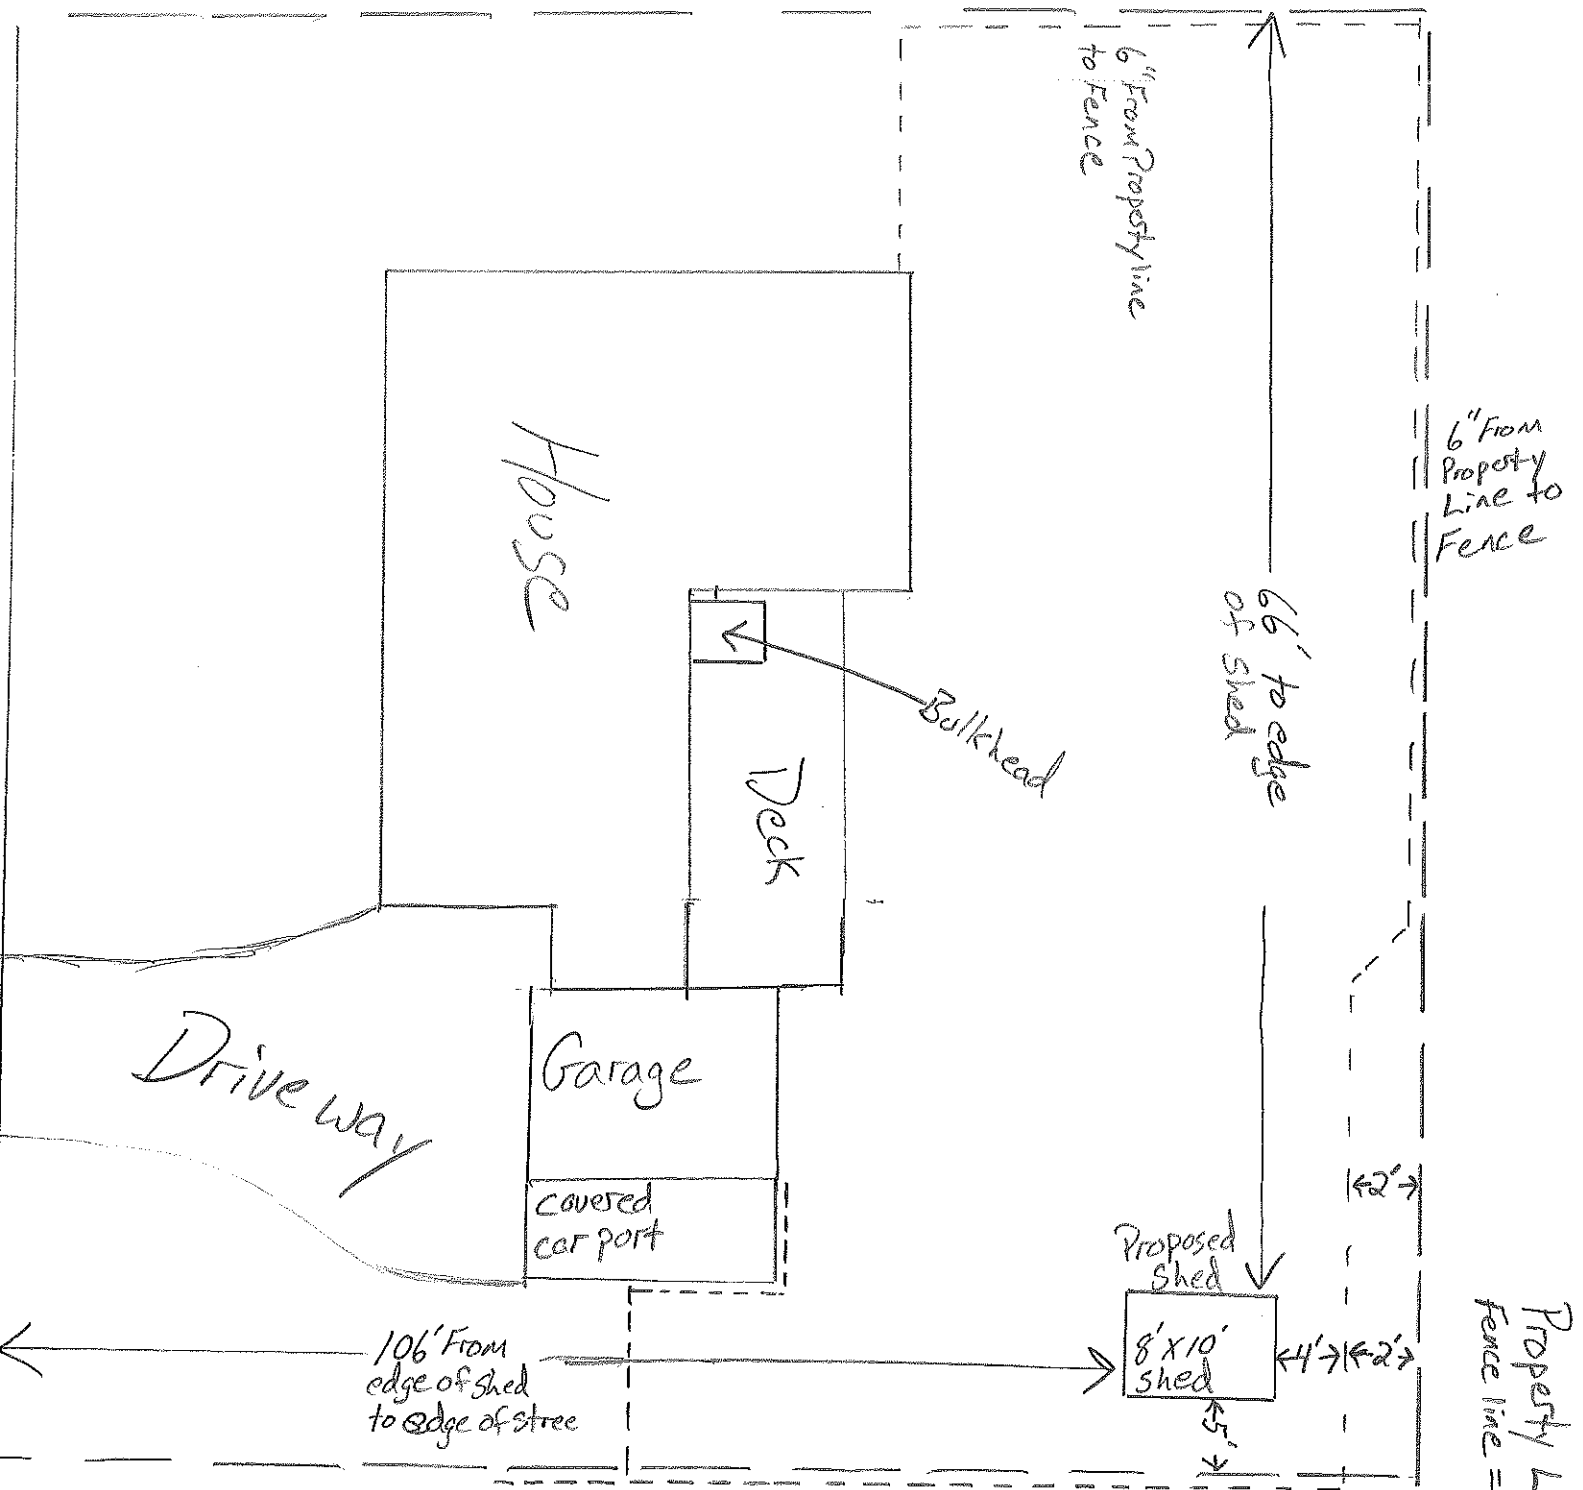 6" From Property line
to Fence
6" From
Property
Line to
Fence
House
66' to edge
of shed
Bulkhead
Deck
Garage
Driveway
covered
car port
←2'→
Proposed
Shed
8' X 10'
shed
←4'→
←2'→
←5'→
106' From
edge of shed
to edge of stree
Property L
Fence line =